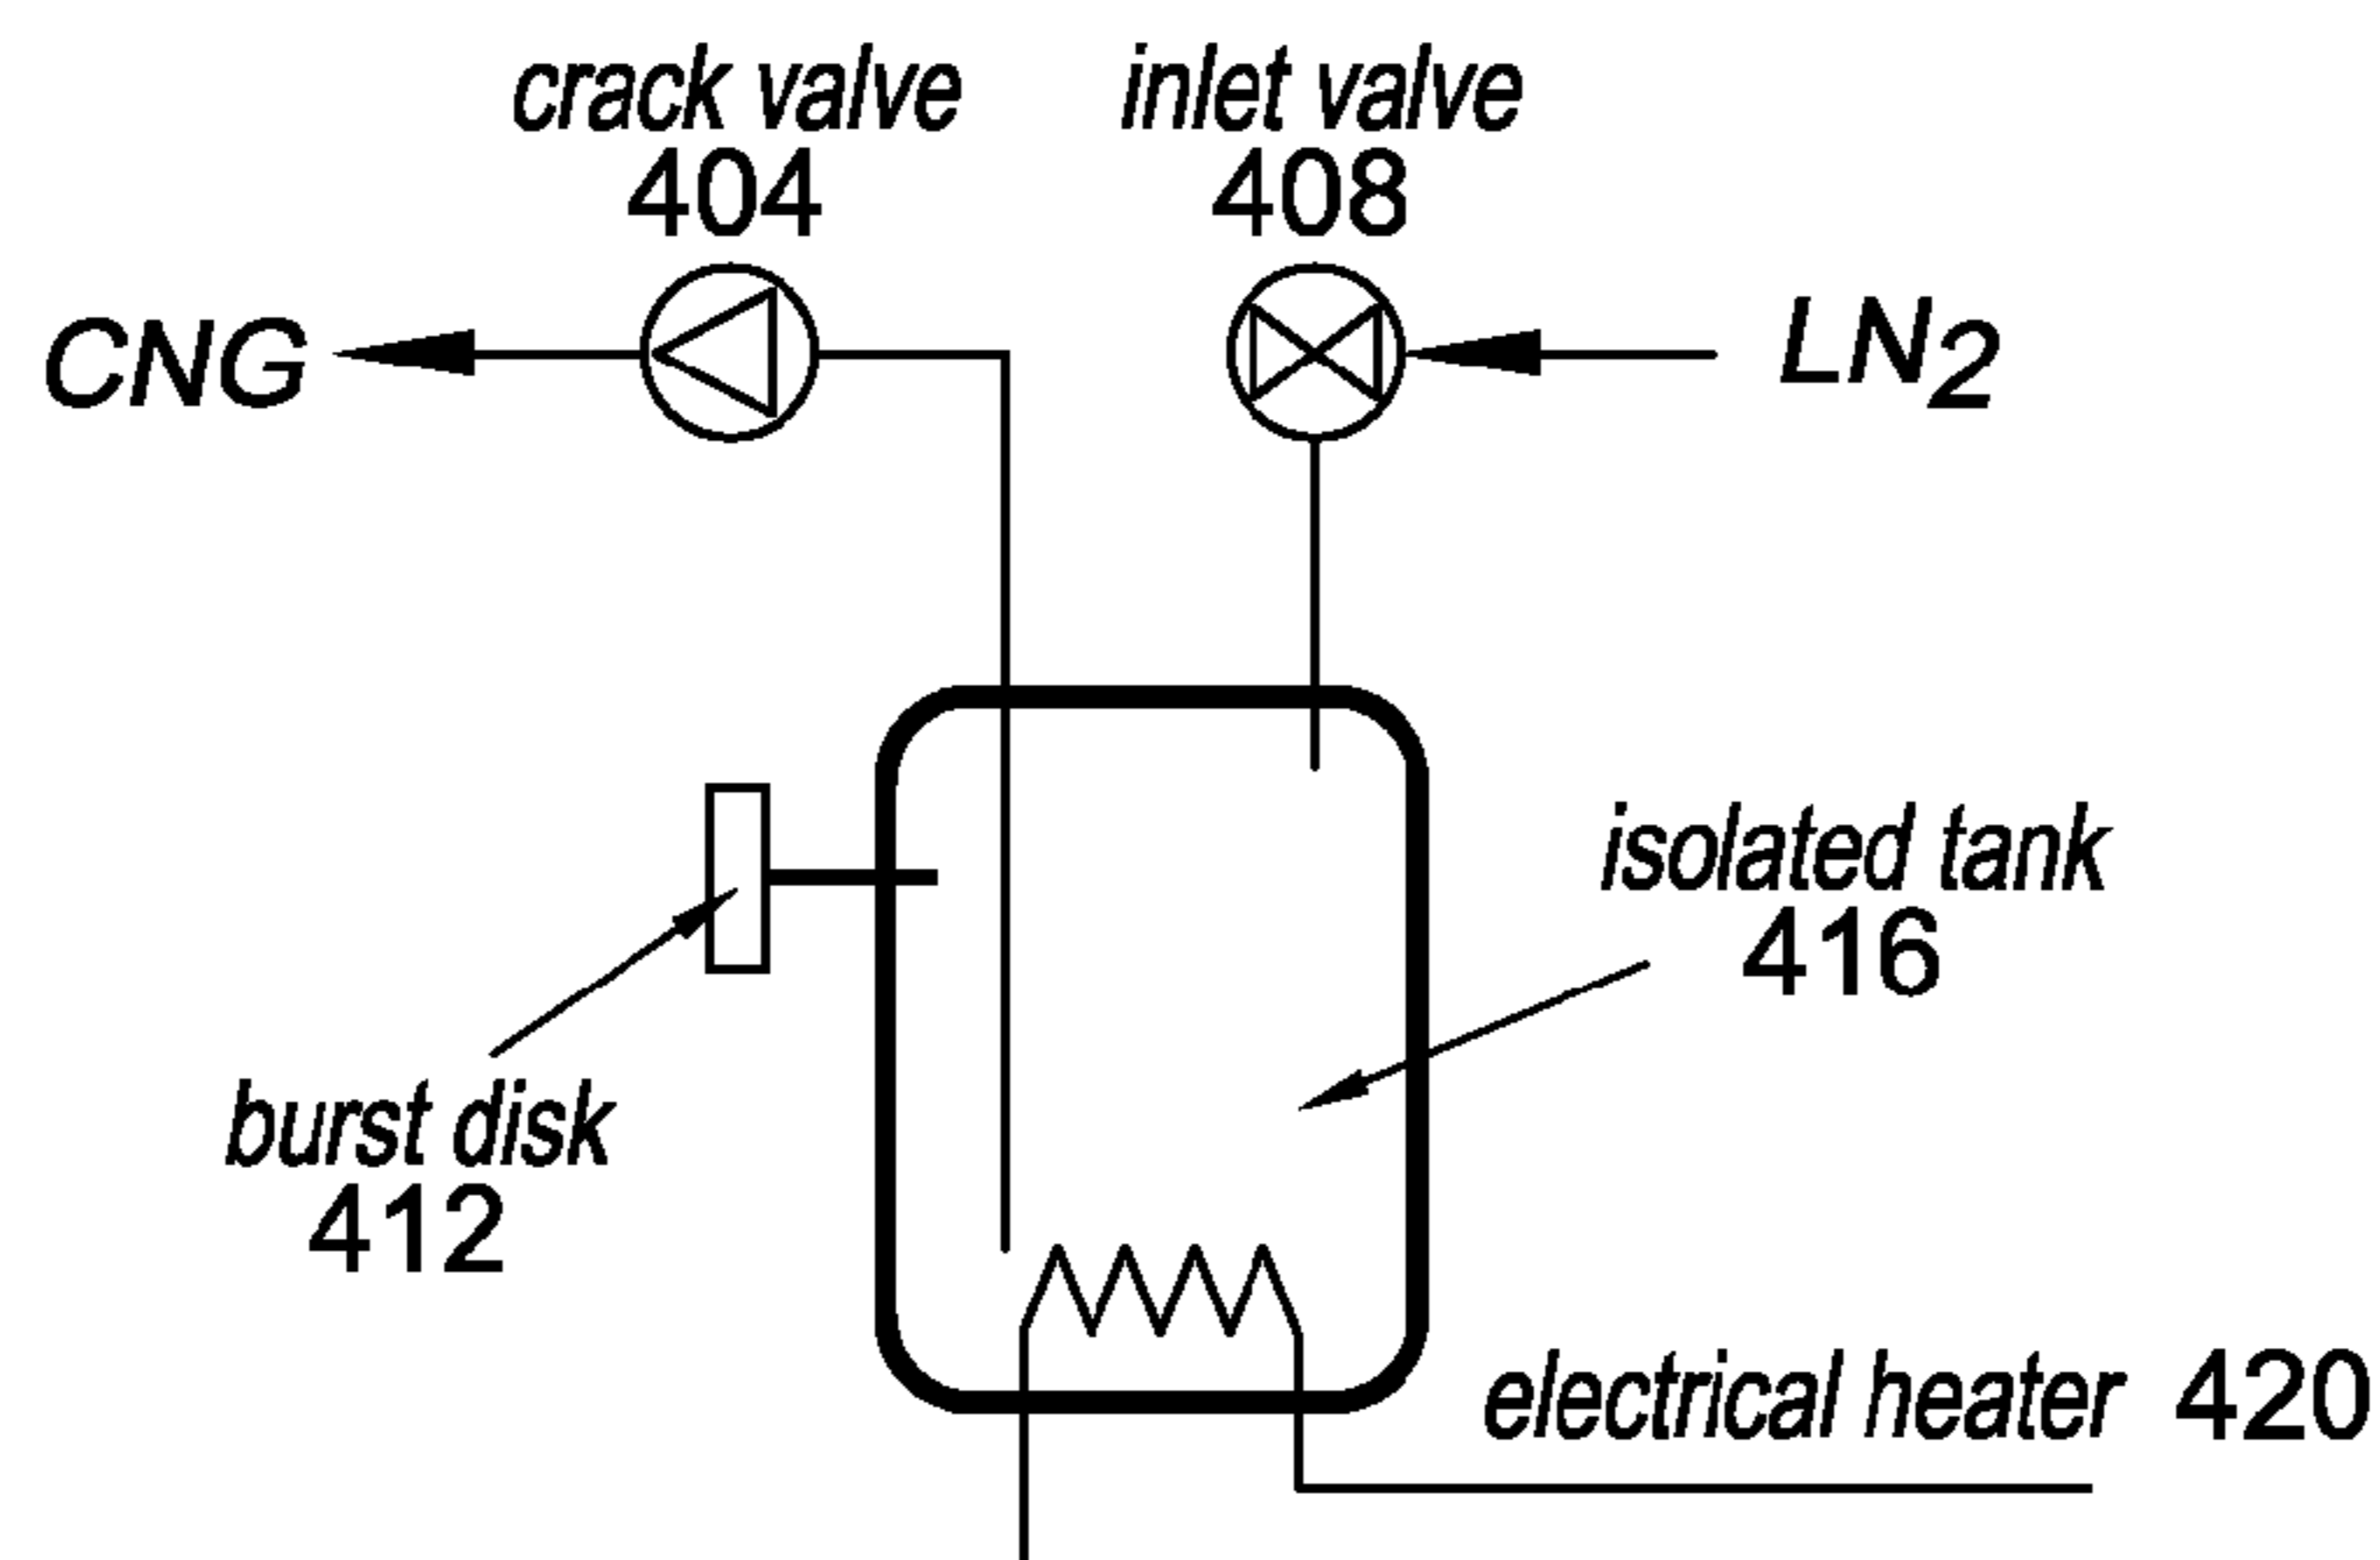 crack valve
404
inlet valve
408
CNG
LN2
isolated tank
416
burst disk
412
electrical heater 420